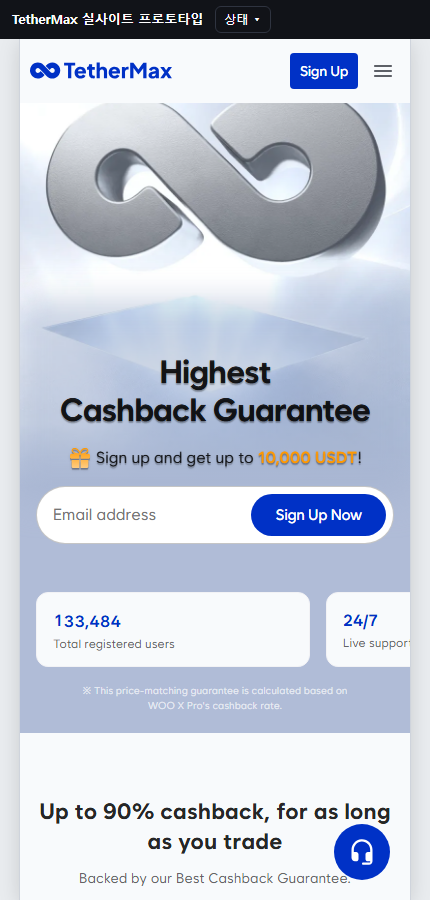 TetherMax 실사이트 프로토타입
상태
TetherMax
Sign Up
Highest
Cashback Guarantee
Sign up and get up to 10,000 USDT!
Email address
Sign Up Now
133,484
Total registered users
24/7
Live support
※ This price-matching guarantee is calculated based on
WOO X Pro's cashback rate.
Up to 90% cashback, for as long
as you trade
Backed by our Best Cashback Guarantee.